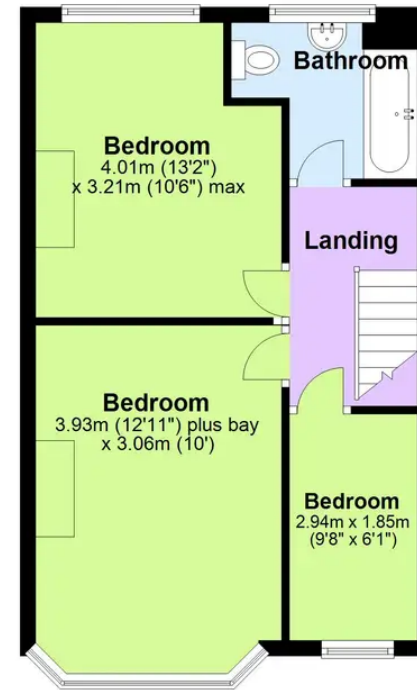 Bathroom
Bedroom
4.01m (13'2")
x 3.21m (10'6") max
Landing
Bedroom
3.93m (12'11") plus bay
x 3.06m (10')
Bedroom
2.94m x 1.85m
(9'8" x 6'1")